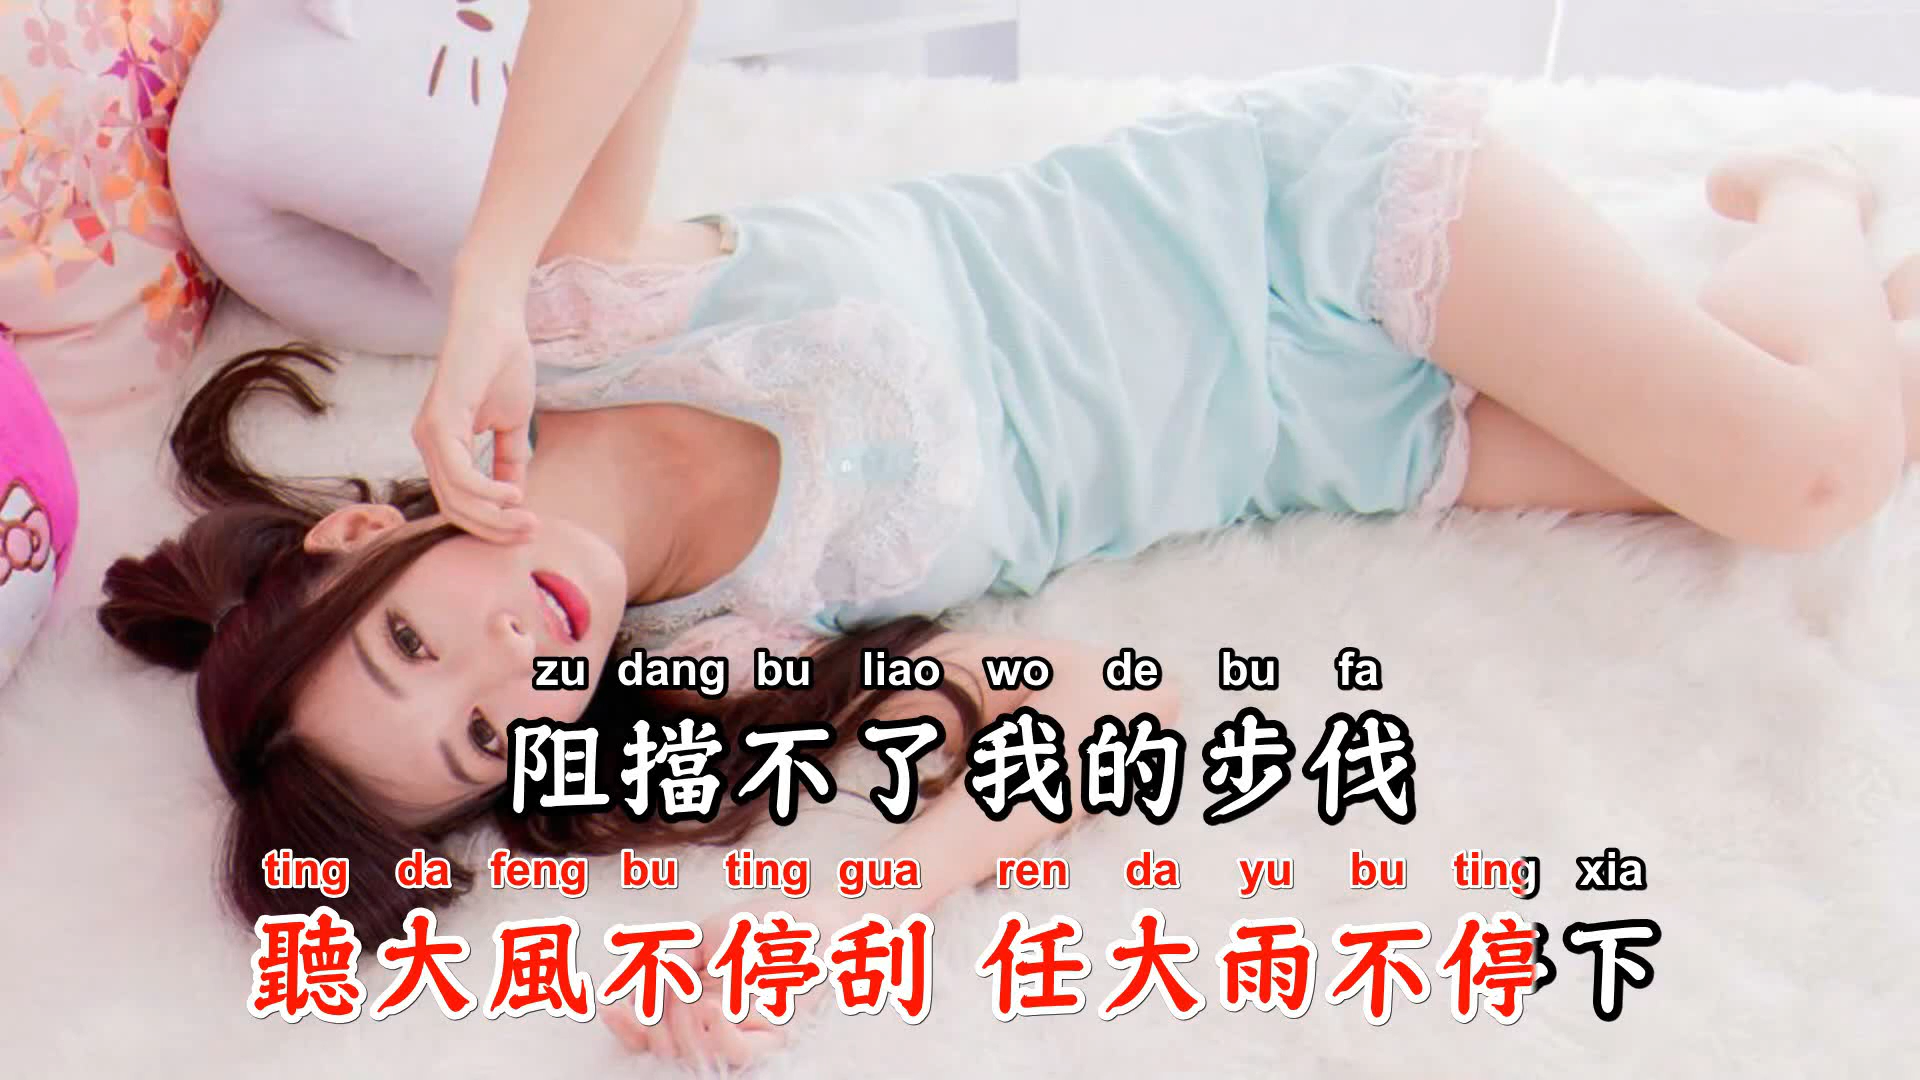 zu dang bu liao wo de bu fa
阻擋不了我的步伐
ting da feng bu ting gua ren da yu bu ting xia
聽大風不停刮 任大雨不停下